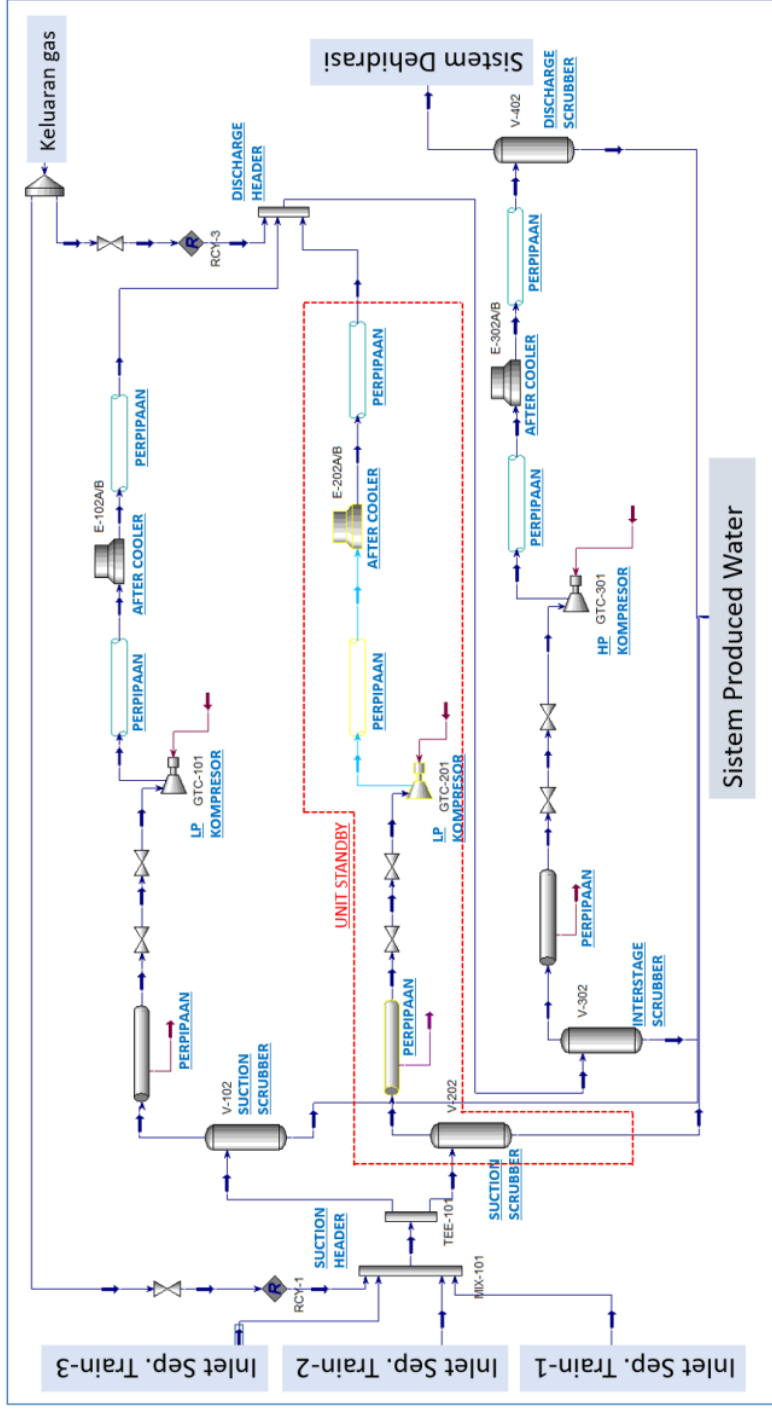 Keluaran gas
RCY-3
DISCHARGE
HEADER
Sistem Dehidrasi
V-402
DISCHARGE
SCRUBBER
E-102A/B
AFTER COOLER
PERPIPAAN
PERPIPAAN
LP
GTC-101
KOMPRESOR
PERPIPAAN
V-102
SUCTION
SCRUBBER
UNIT STANDBY
PERPIPAAN
E-202A/B
AFTER COOLER
PERPIPAAN
LP
GTC-201
KOMPRESOR
PERPIPAAN
V-202
SUCTION
SCRUBBER
PERPIPAAN
E-302A/B
AFTER COOLER
PERPIPAAN
HP
GTC-301
KOMPRESOR
PERPIPAAN
V-302
INTERSTAGE
SCRUBBER
SUCTION
HEADER
TEE-101
MIX-101
RCY-1
Inlet Sep. Train-3
Inlet Sep. Train-2
Inlet Sep. Train-1
Sistem Produced Water
R
R